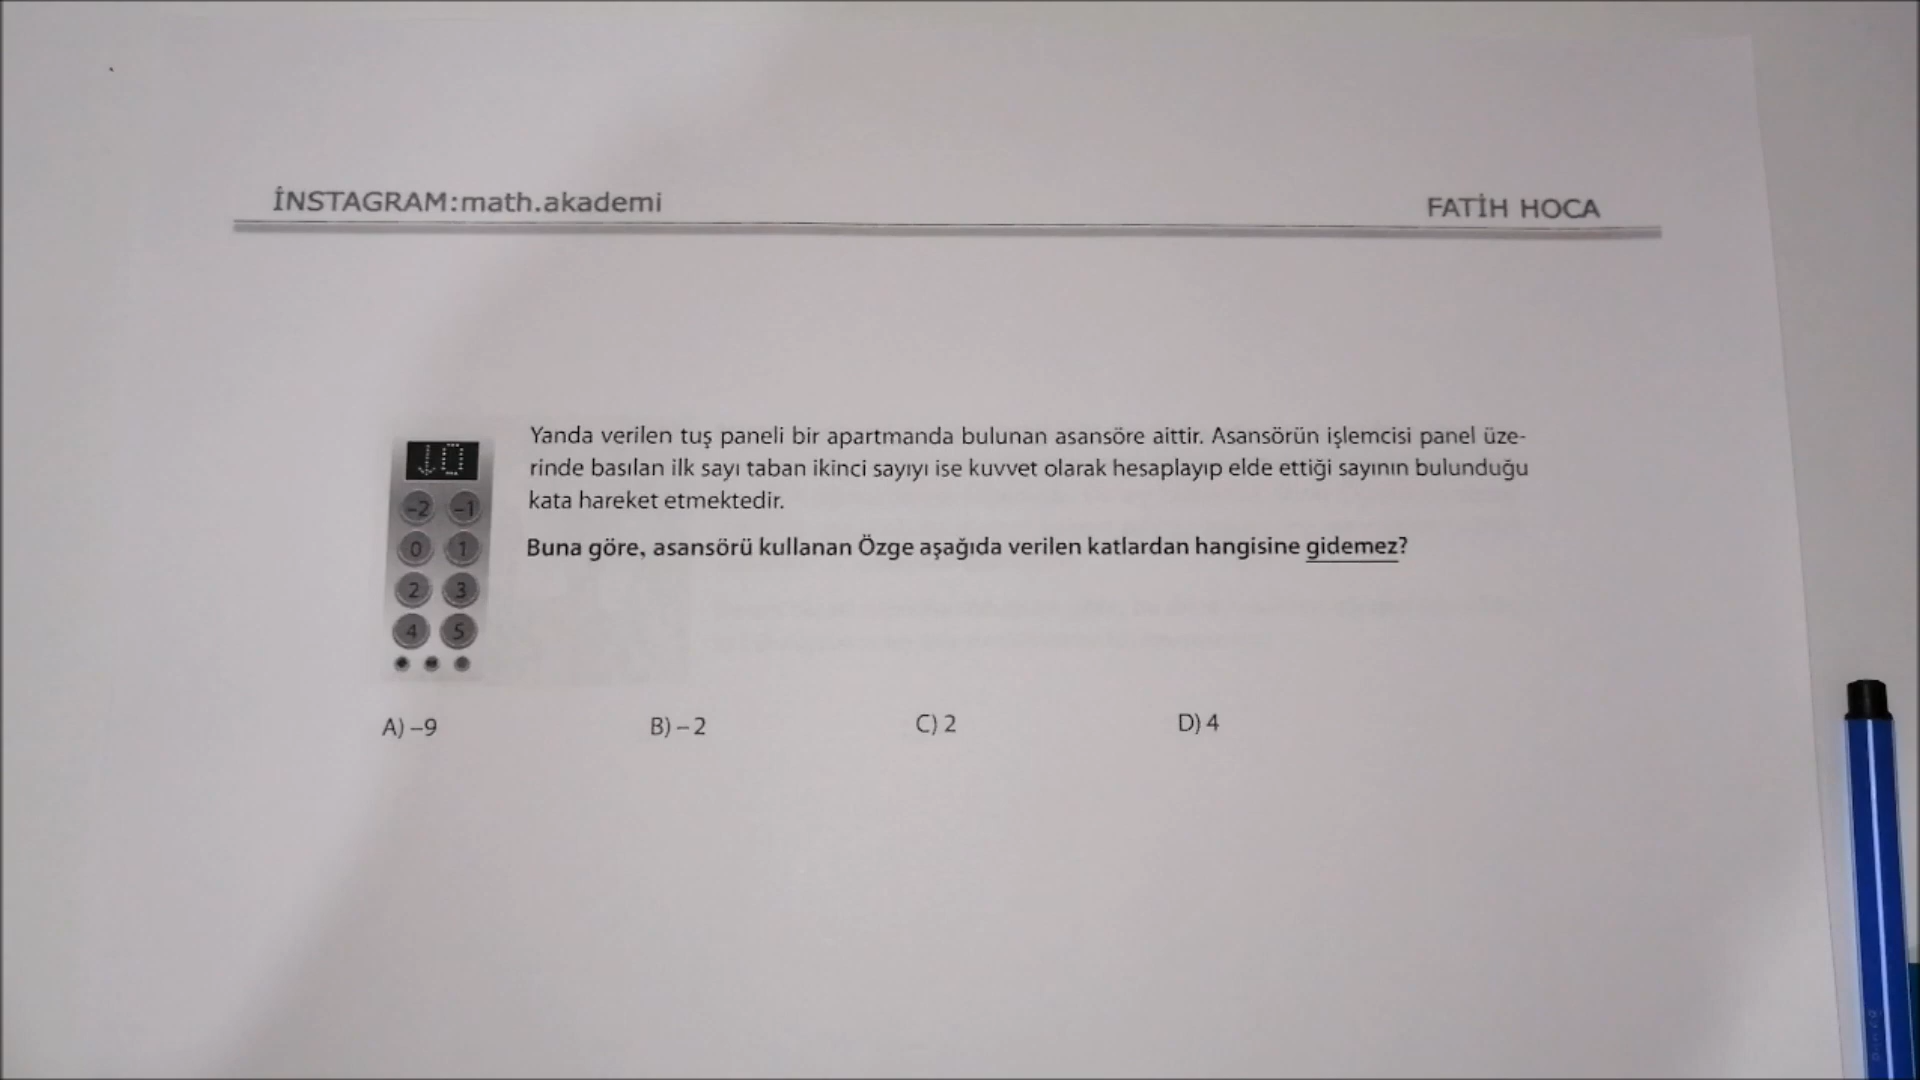 İNSTAGRAM:math.akademi
FATİH HOCA
Yanda verilen tuş paneli bir apartmanda bulunan asansöre aittir. Asansörün işlemcisi panel üze-
rinde basılan ilk sayı taban ikinci sayıyı ise kuvvet olarak hesaplayıp elde ettiği sayının bulunduğu
kata hareket etmektedir.
Buna göre, asansörü kullanan Özge aşağıda verilen katlardan hangisine gidemez?
↓0
-2 -1
0 1
2 3
4 5
A) –9 B) – 2 C) 2 D) 4